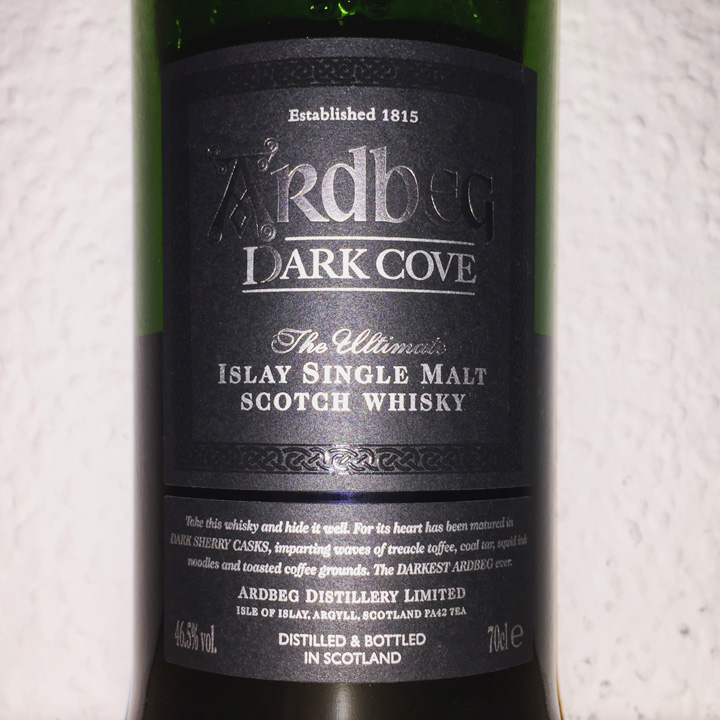 Established 1815
Ardbeg
DARK COVE
The Ultimate
ISLAY SINGLE MALT
SCOTCH WHISKY
Take this whisky and hide it well. For its heart has been matured in
DARK SHERRY CASKS, imparting waves of treacle toffee, coal tar, squid ink
noodles and toasted coffee grounds. The DARKEST ARDBEG ever.
ARDBEG DISTILLERY LIMITED
ISLE OF ISLAY, ARGYLL, SCOTLAND PA42 7EA
46.5% vol.
DISTILLED & BOTTLED
IN SCOTLAND
70cl e